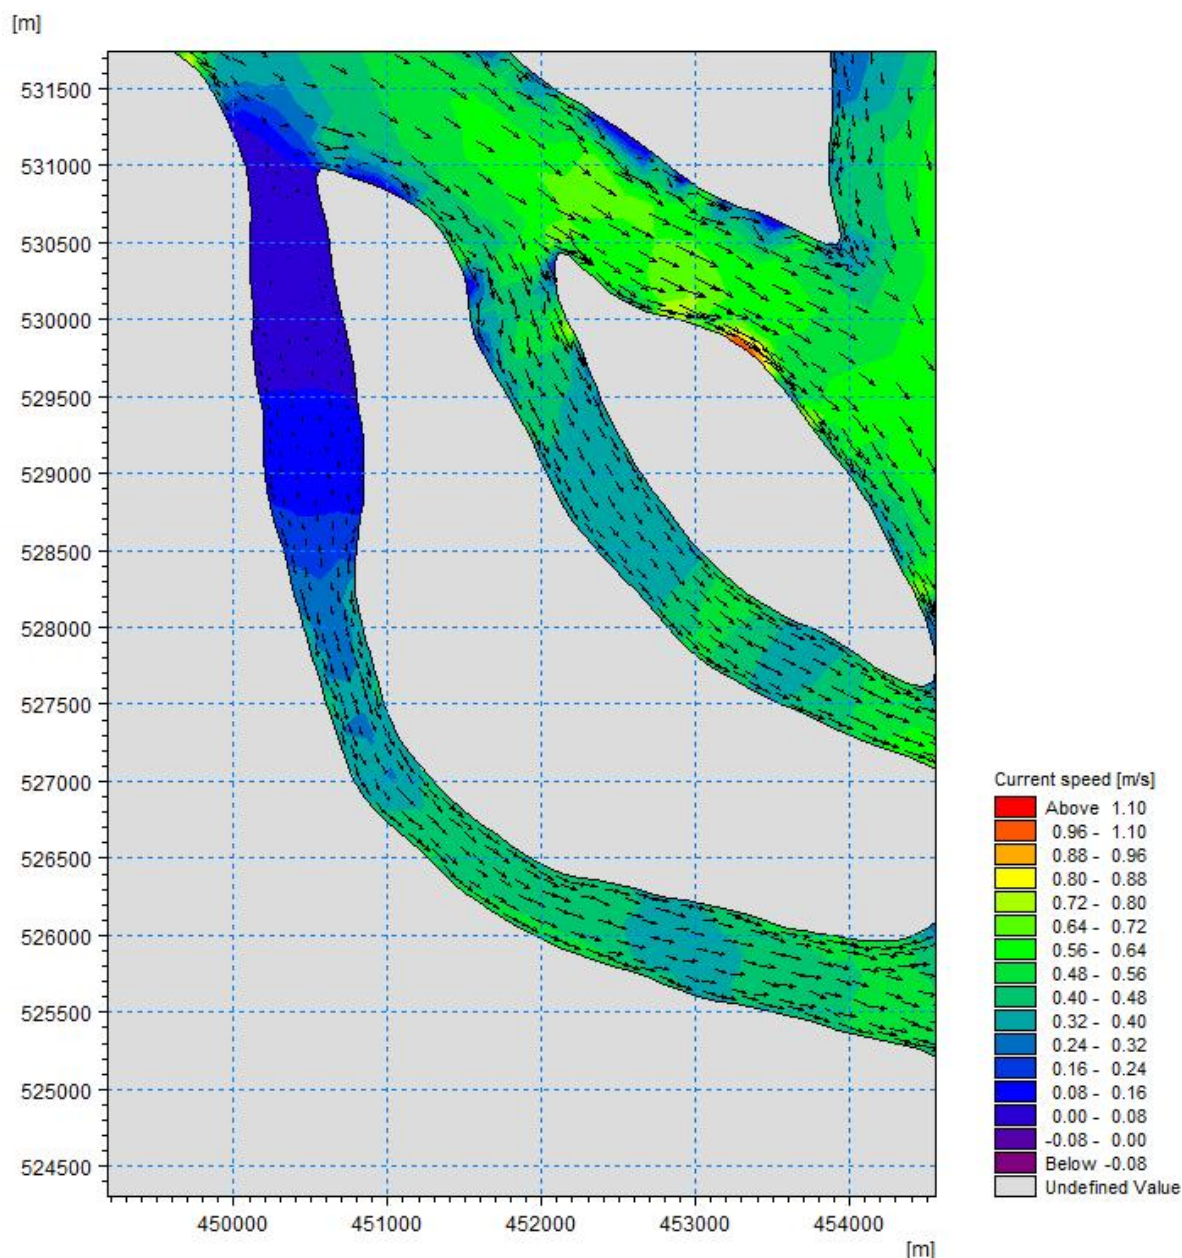 [m]
531500
531000
530500
530000
529500
529000
528500
528000
527500
527000
526500
526000
525500
525000
524500
450000 451000 452000 453000 454000
[m]
Current speed [m/s]
Above 1.10
0.96 - 1.10
0.88 - 0.96
0.80 - 0.88
0.72 - 0.80
0.64 - 0.72
0.56 - 0.64
0.48 - 0.56
0.40 - 0.48
0.32 - 0.40
0.24 - 0.32
0.16 - 0.24
0.08 - 0.16
0.00 - 0.08
-0.08 - 0.00
Below -0.08
Undefined Value